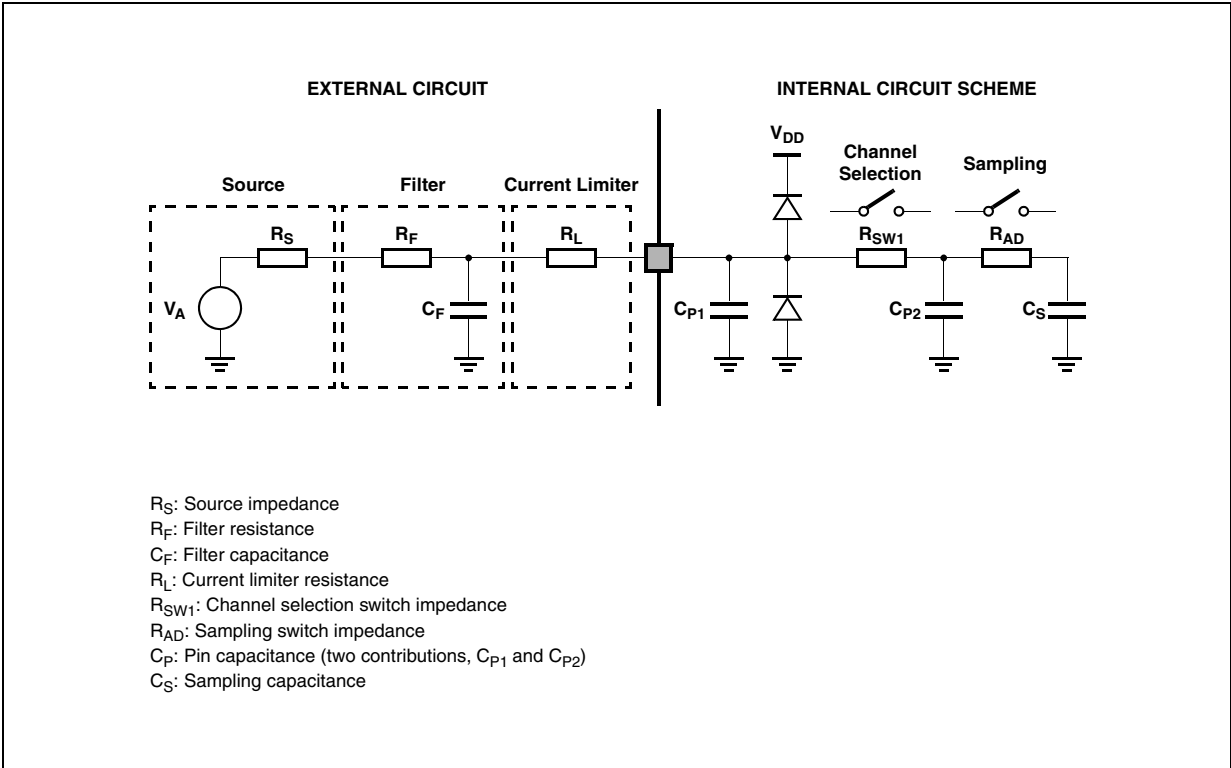 EXTERNAL CIRCUIT
INTERNAL CIRCUIT SCHEME
VDD
Channel
Selection
Sampling
Source
Filter
Current Limiter
RS
RF
RL
RSW1
RAD
VA
CF
CP1
CP2
CS
RS: Source impedance
RF: Filter resistance
CF: Filter capacitance
RL: Current limiter resistance
RSW1: Channel selection switch impedance
RAD: Sampling switch impedance
CP: Pin capacitance (two contributions, CP1 and CP2)
CS: Sampling capacitance